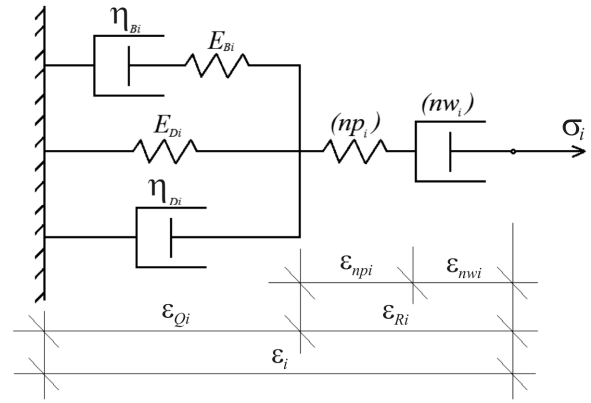 η_Bi
E_Bi
E_Di
(np_i)
(nw_i)
σ_i
η_Di
ε_npi
ε_nwi
ε_Qi
ε_Ri
ε_i